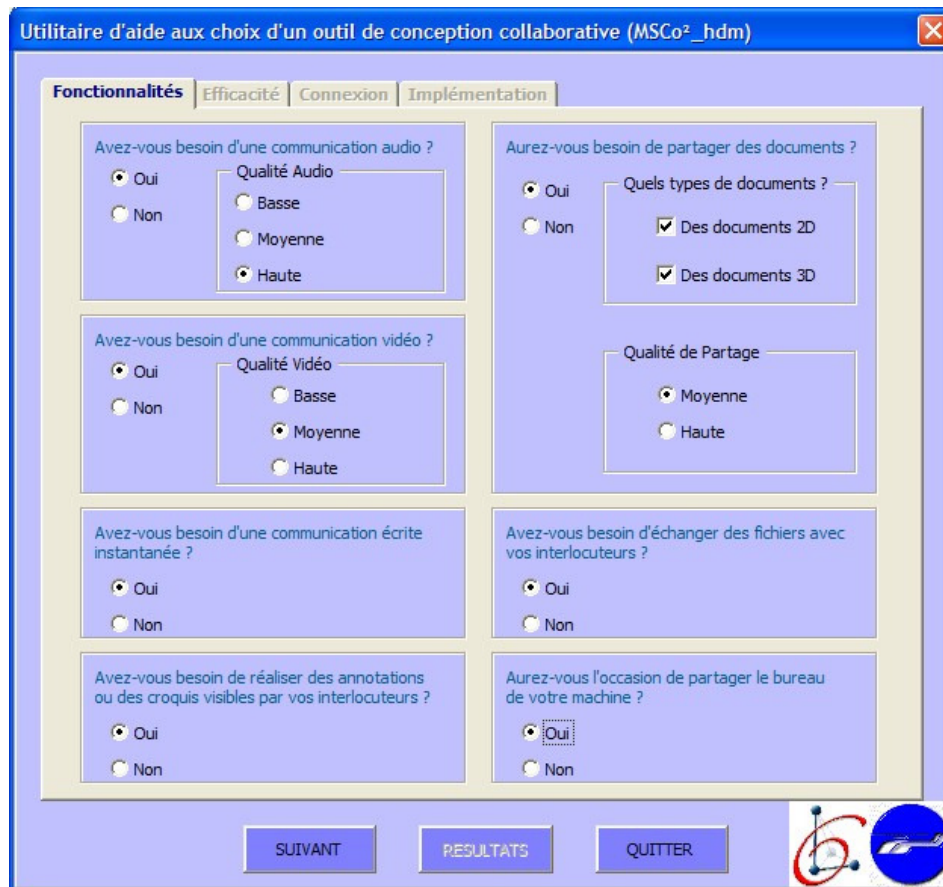 Utilitaire d'aide aux choix d'un outil de conception collaborative (MSCo²_hdm)
Fonctionnalités Efficacité Connexion Implémentation
Avez-vous besoin d'une communication audio ?
Oui
Non
Qualité Audio
Basse
Moyenne
Haute
Avez-vous besoin d'une communication vidéo ?
Oui
Non
Qualité Vidéo
Basse
Moyenne
Haute
Avez-vous besoin d'une communication écrite
instantanée ?
Oui
Non
Avez-vous besoin de réaliser des annotations
ou des croquis visibles par vos interlocuteurs ?
Oui
Non
Aurez-vous besoin de partager des documents ?
Oui
Non
Quels types de documents ?
Des documents 2D
Des documents 3D
Qualité de Partage
Moyenne
Haute
Avez-vous besoin d'échanger des fichiers avec
vos interlocuteurs ?
Oui
Non
Aurez-vous l'occasion de partager le bureau
de votre machine ?
Oui
Non
SUIVANT RESULTATS QUITTER